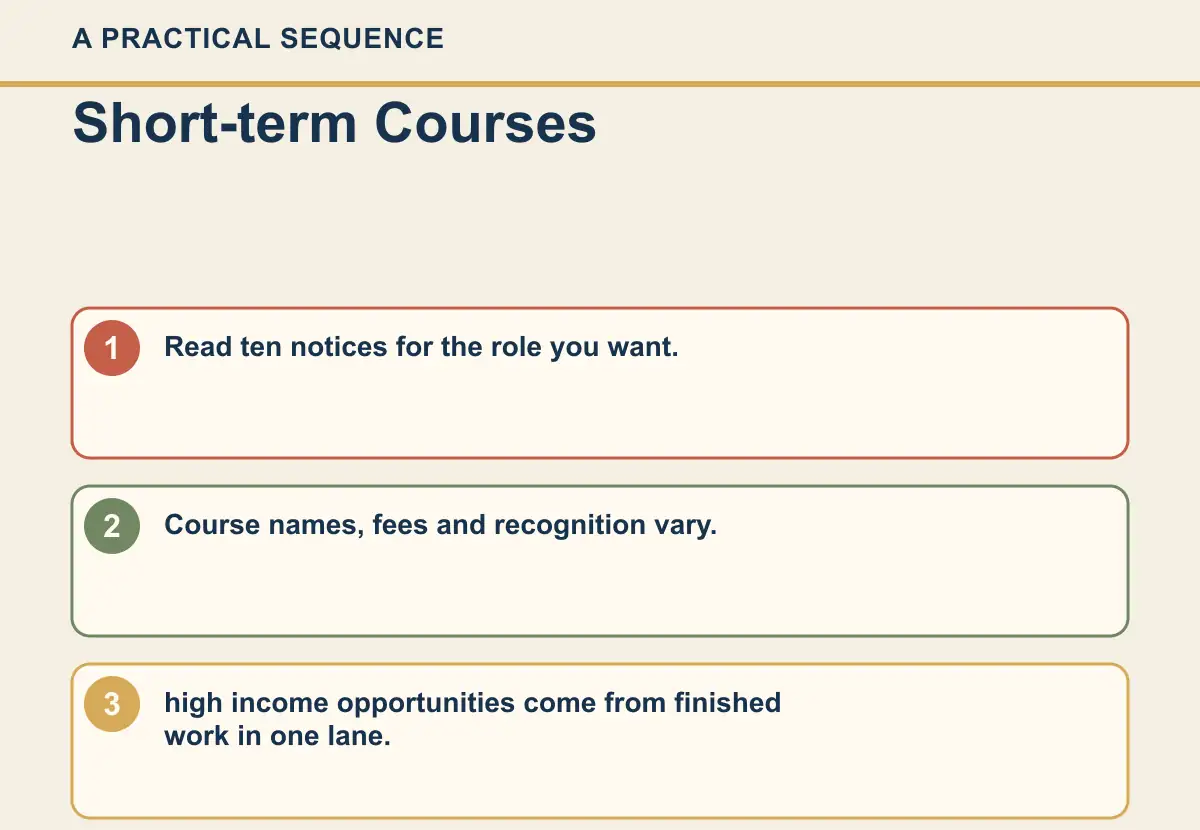 A PRACTICAL SEQUENCE
Short-term Courses
1
Read ten notices for the role you want.
2
Course names, fees and recognition vary.
3
high income opportunities come from finished
work in one lane.